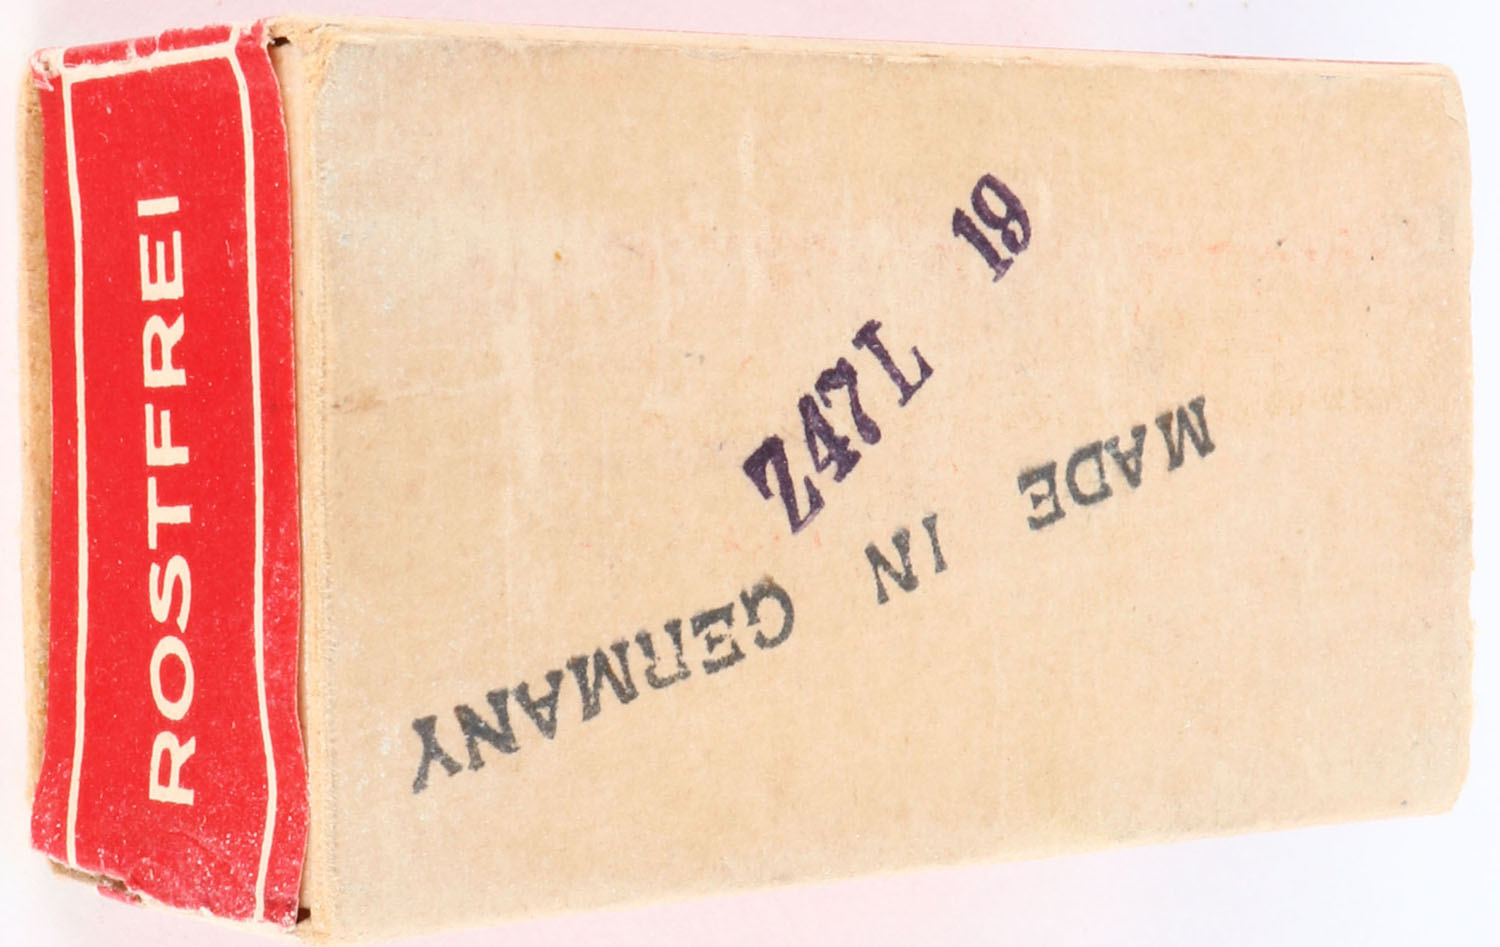 ROSTFREI
Z47L 19
MADE IN GERMANY